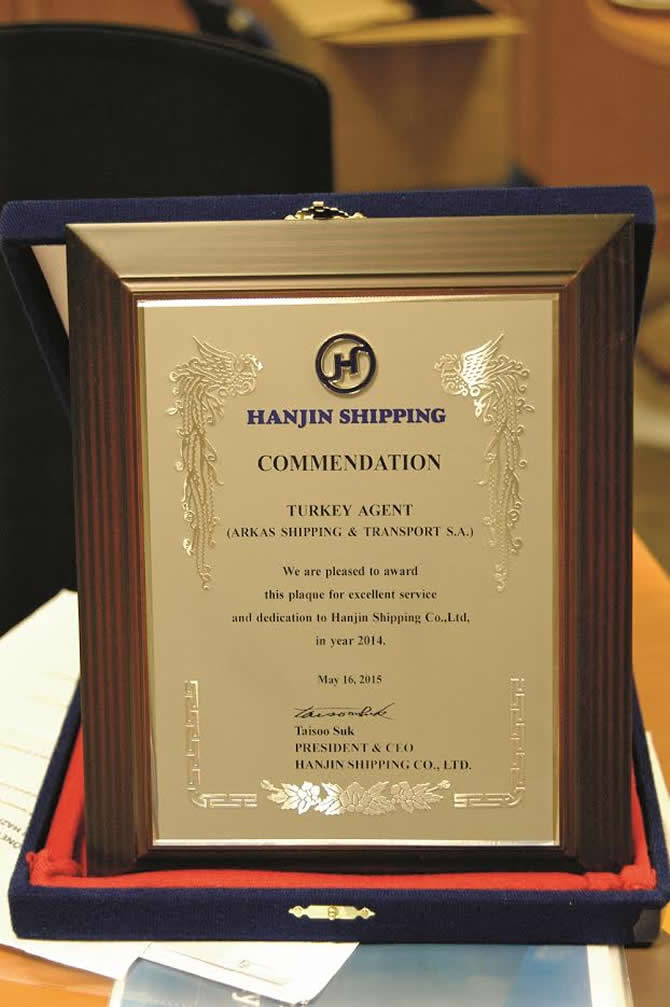 H
HANJIN SHIPPING
COMMENDATION
TURKEY AGENT
(ARKAS SHIPPING & TRANSPORT S.A.)
We are pleased to award
this plaque for excellent service
and dedication to Hanjin Shipping Co.,Ltd,
in year 2014.
May 16, 2015
Taisoo Suk
Taisoo Suk
PRESIDENT & CEO
HANJIN SHIPPING CO., LTD.